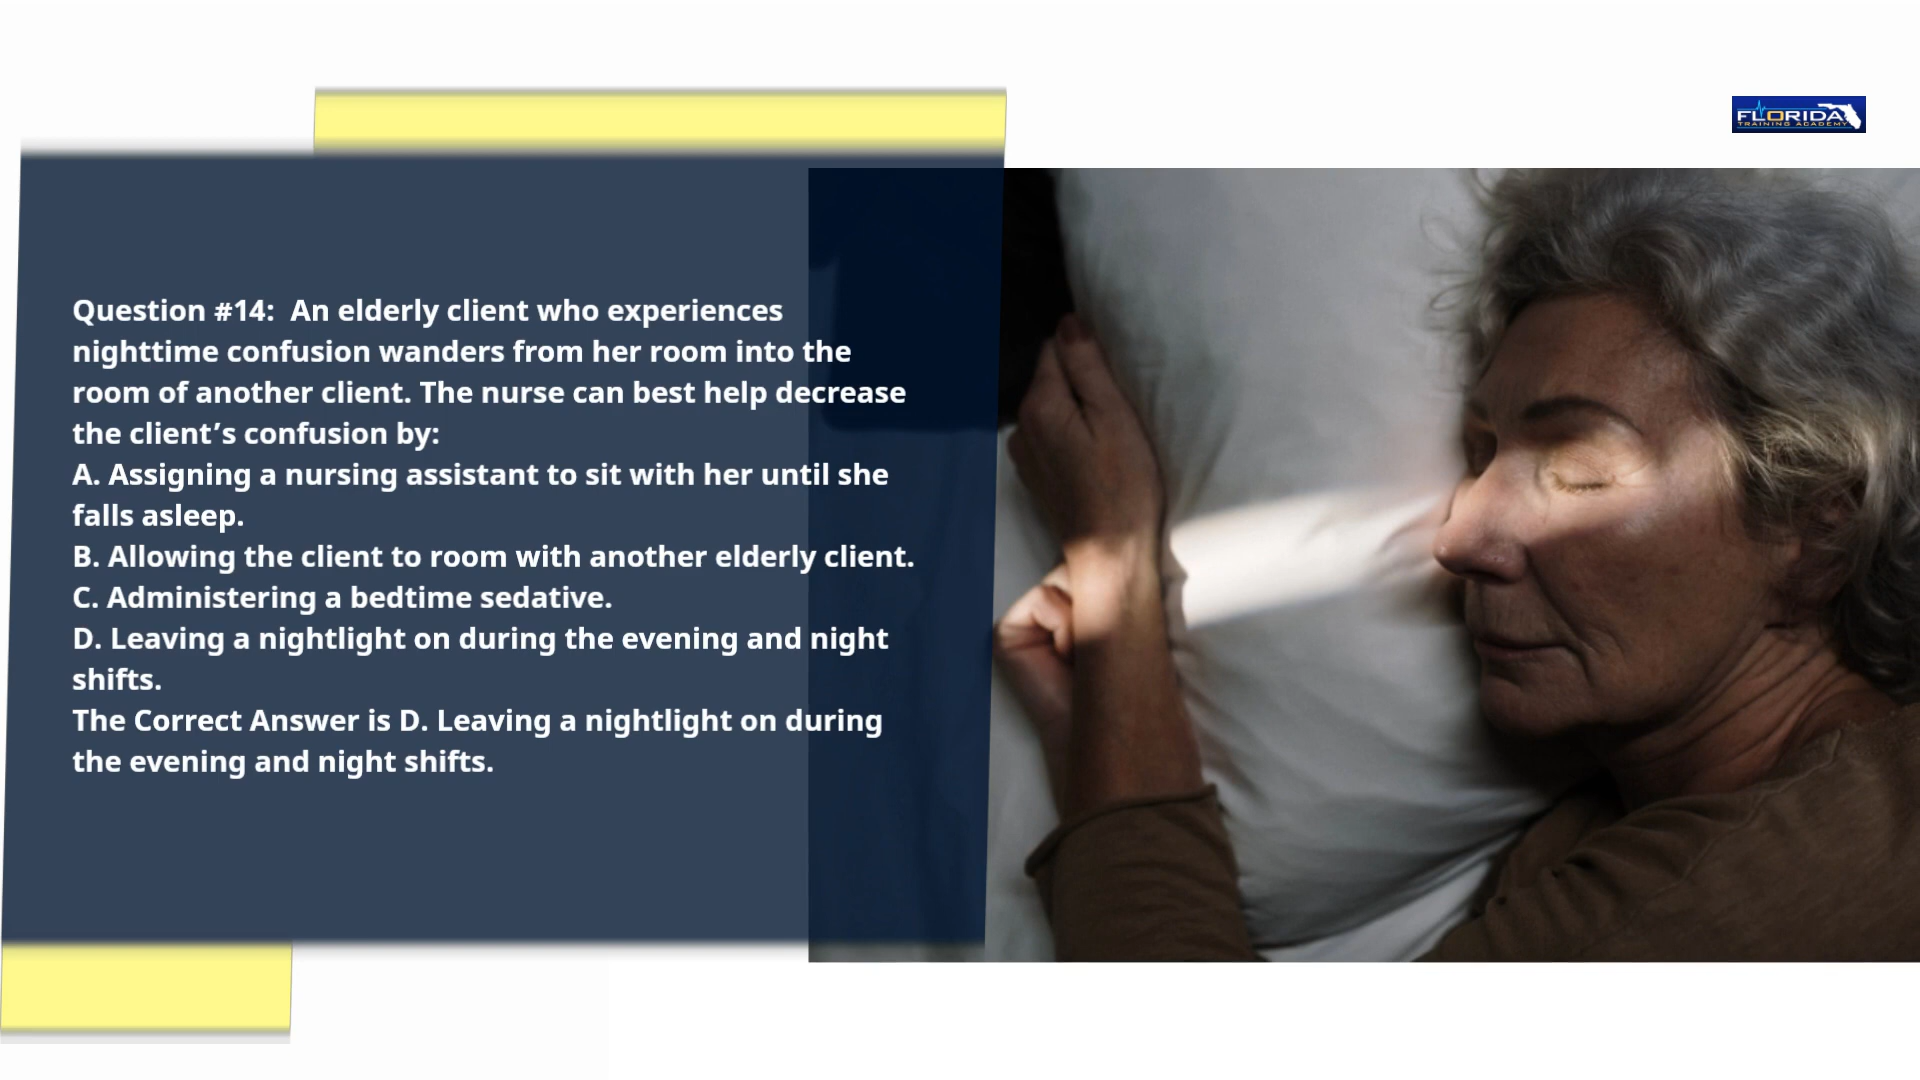 FLORIDA
TRAINING ACADEMY
Question #14:  An elderly client who experiences
nighttime confusion wanders from her room into the
room of another client. The nurse can best help decrease
the client’s confusion by:
A. Assigning a nursing assistant to sit with her until she
falls asleep.
B. Allowing the client to room with another elderly client.
C. Administering a bedtime sedative.
D. Leaving a nightlight on during the evening and night
shifts.
The Correct Answer is D. Leaving a nightlight on during
the evening and night shifts.